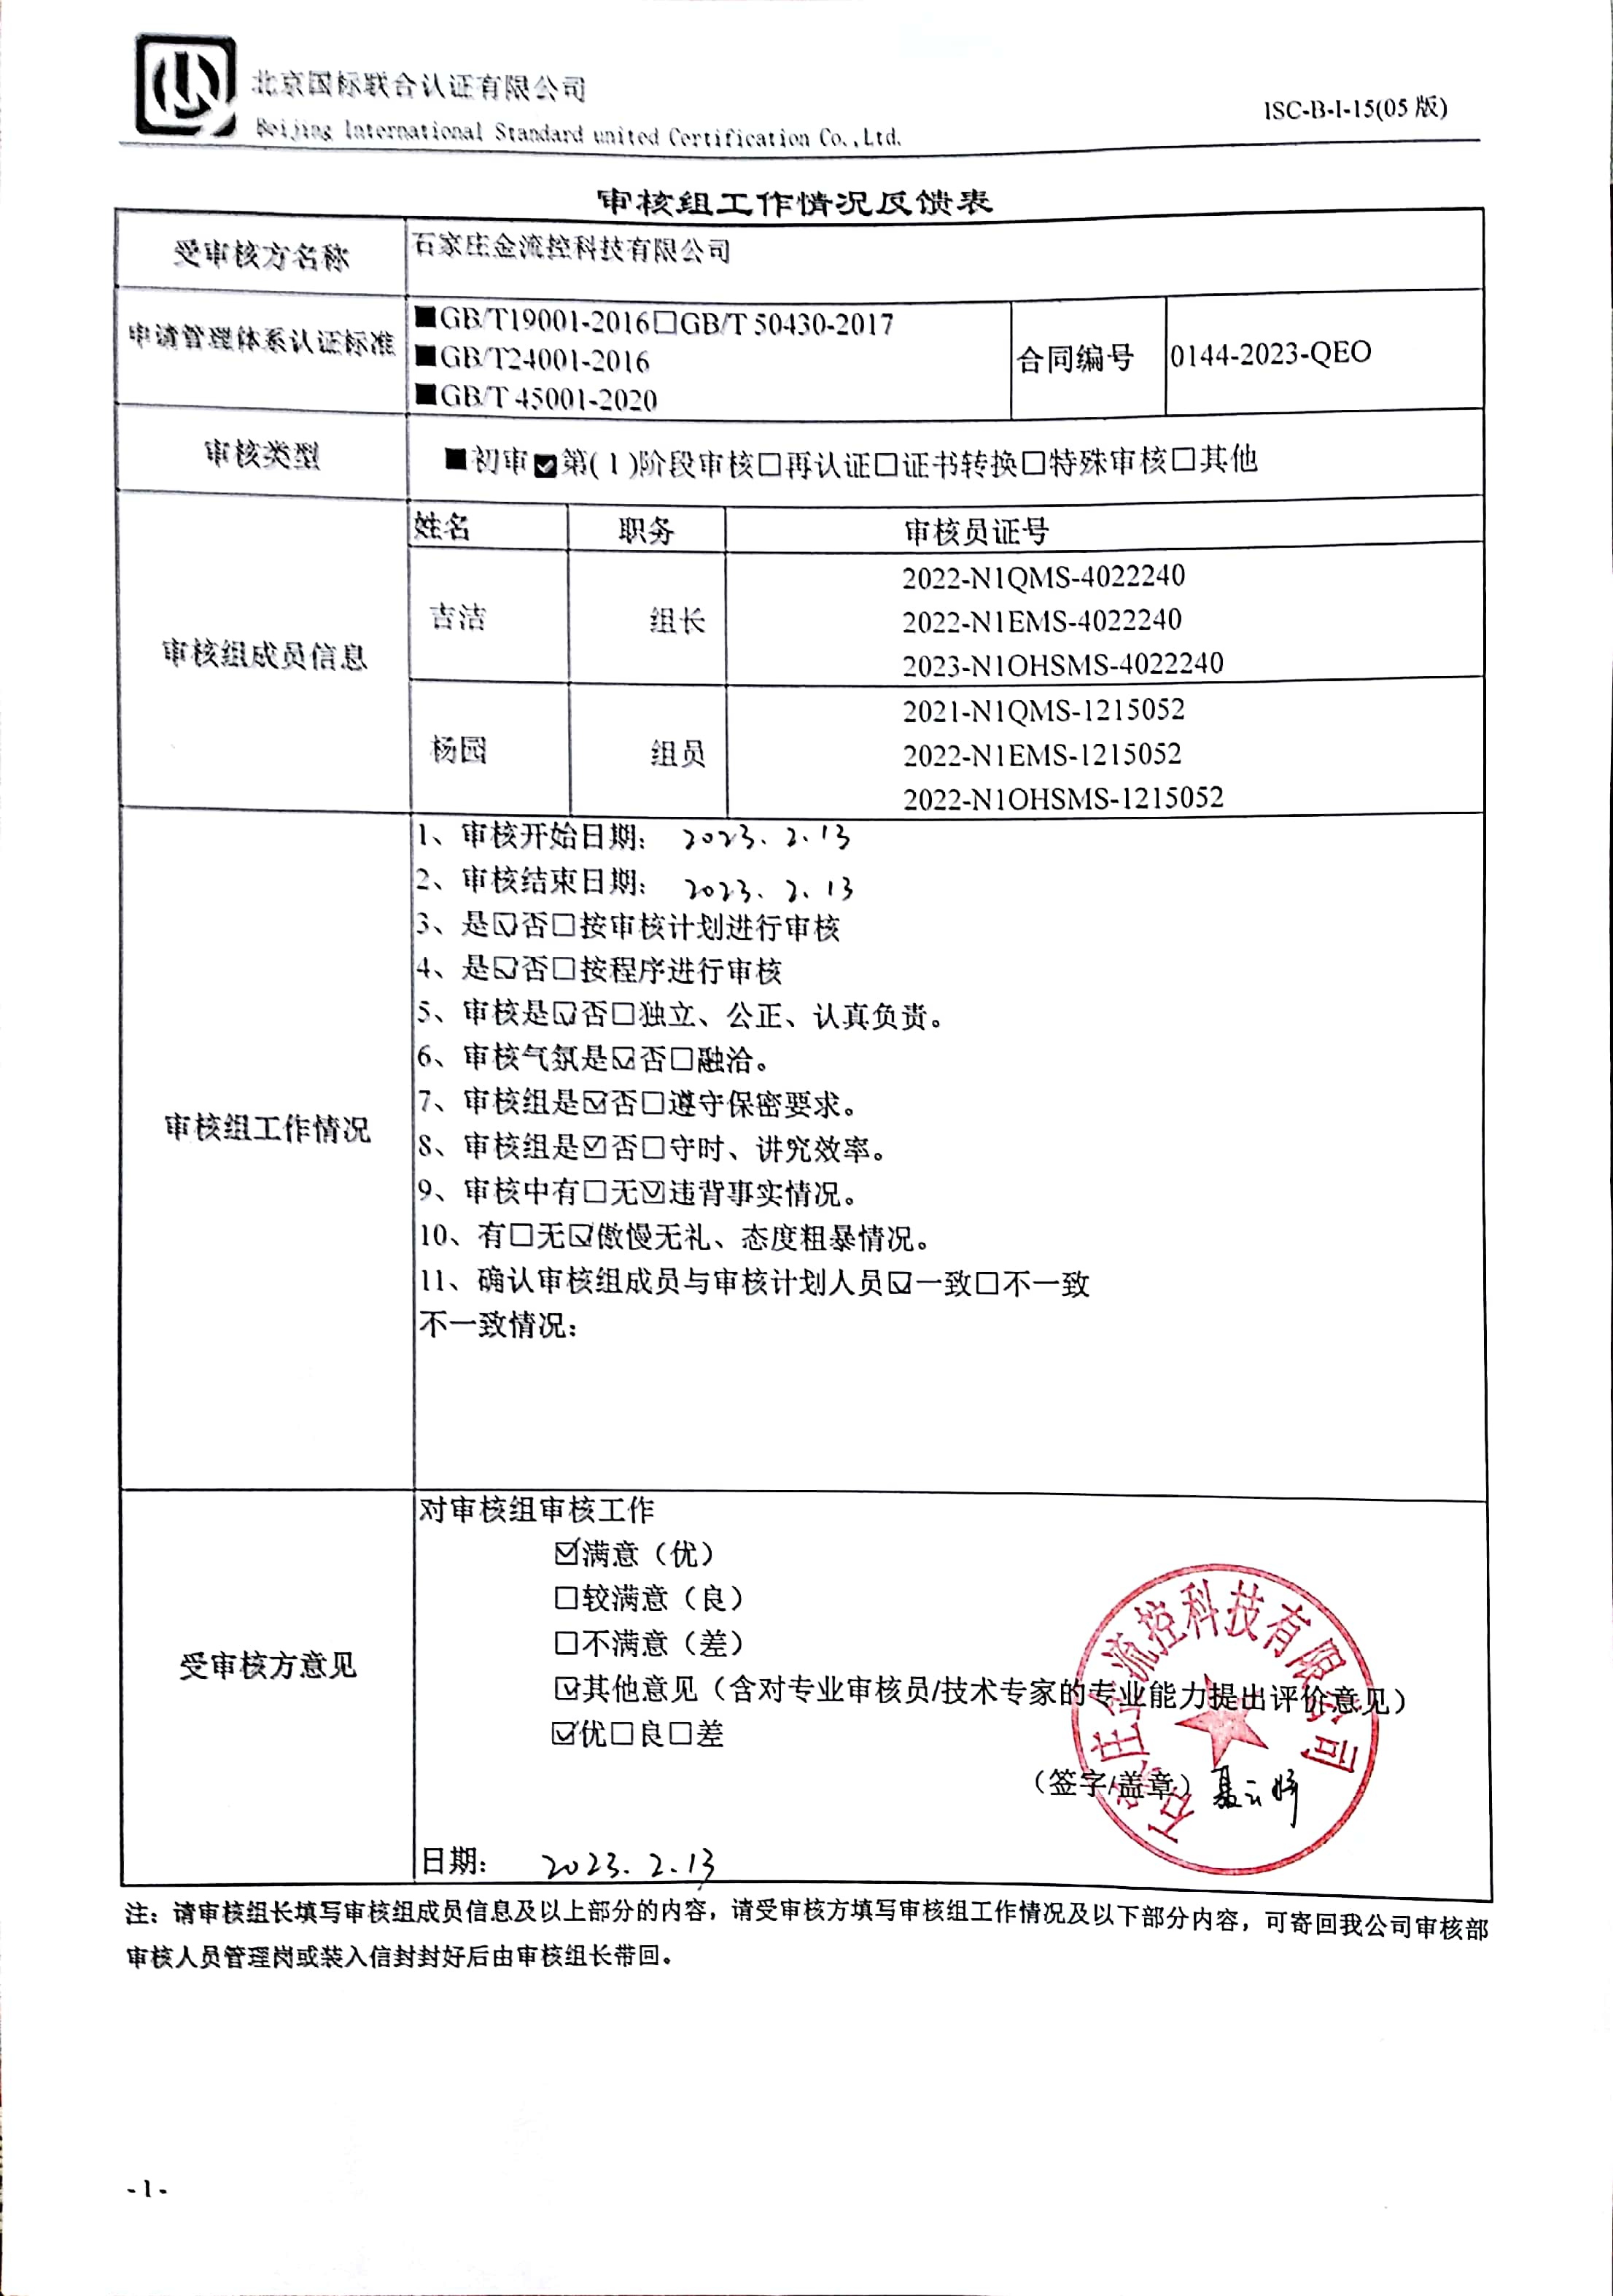 北京国标联合认证有限公司
Beijing International Standard united Certification Co.,Ltd.
ISC-B-I-15(05 版)
审核组工作情况反馈表
受审核方名称
石家庄金流控科技有限公司
申请管理体系认证标准
■GB/T19001-2016□GB/T 50430-2017
■GB/T24001-2016
■GB/T 45001-2020
合同编号
0144-2023-QEO
审核类型
■初审☑第(1)阶段审核□再认证□证书转换□特殊审核□其他
审核组成员信息
姓名 职务 审核员证号
吉洁 组长
2022-N1QMS-4022240
2022-N1EMS-4022240
2023-N1OHSMS-4022240
杨园 组员
2021-N1QMS-1215052
2022-N1EMS-1215052
2022-N1OHSMS-1215052
审核组工作情况
1、审核开始日期： 2023.2.13
2、审核结束日期： 2023.2.13
3、是☑否□按审核计划进行审核
4、是☑否□按程序进行审核
5、审核是☑否□独立、公正、认真负责。
6、审核气氛是☑否□融洽。
7、审核组是☑否□遵守保密要求。
8、审核组是☑否□守时、讲究效率。
9、审核中有□无☑违背事实情况。
10、有□无☑傲慢无礼、态度粗暴情况。
11、确认审核组成员与审核计划人员☑一致□不一致
不一致情况：
受审核方意见
对审核组审核工作
☑满意（优）
□较满意（良）
□不满意（差）
☑其他意见（含对专业审核员/技术专家的专业能力提出评价意见）
☑优□良□差
（签字/盖章）
石家庄金流控科技有限公司
日期： 2023.2.13
注：请审核组长填写审核组成员信息及以上部分的内容，请受审核方填写审核组工作情况及以下部分内容，可寄回我公司审核部
审核人员管理岗或装入信封封好后由审核组长带回。
-1-